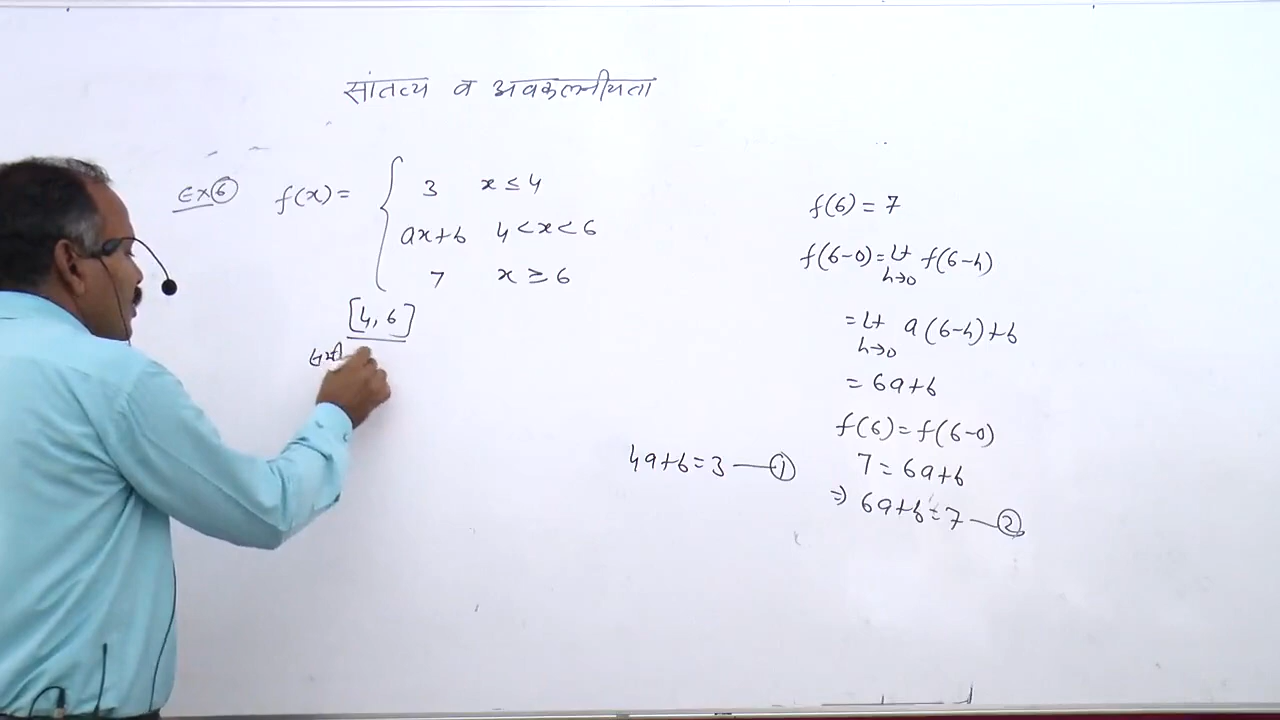 सांतत्य व अवकलनीयता
Ex 6 f(x) = { 3 x ≤ 4
ax+b 4 < x < 6
7 x ≥ 6
[4, 6]
4a+b = 3 — 1
f(6) = 7
f(6-0) = Lt h→0 f(6-h)
= Lt h→0 a(6-h)+b
= 6a+b
f(6) = f(6-0)
7 = 6a+b
⇒ 6a+b = 7 — 2